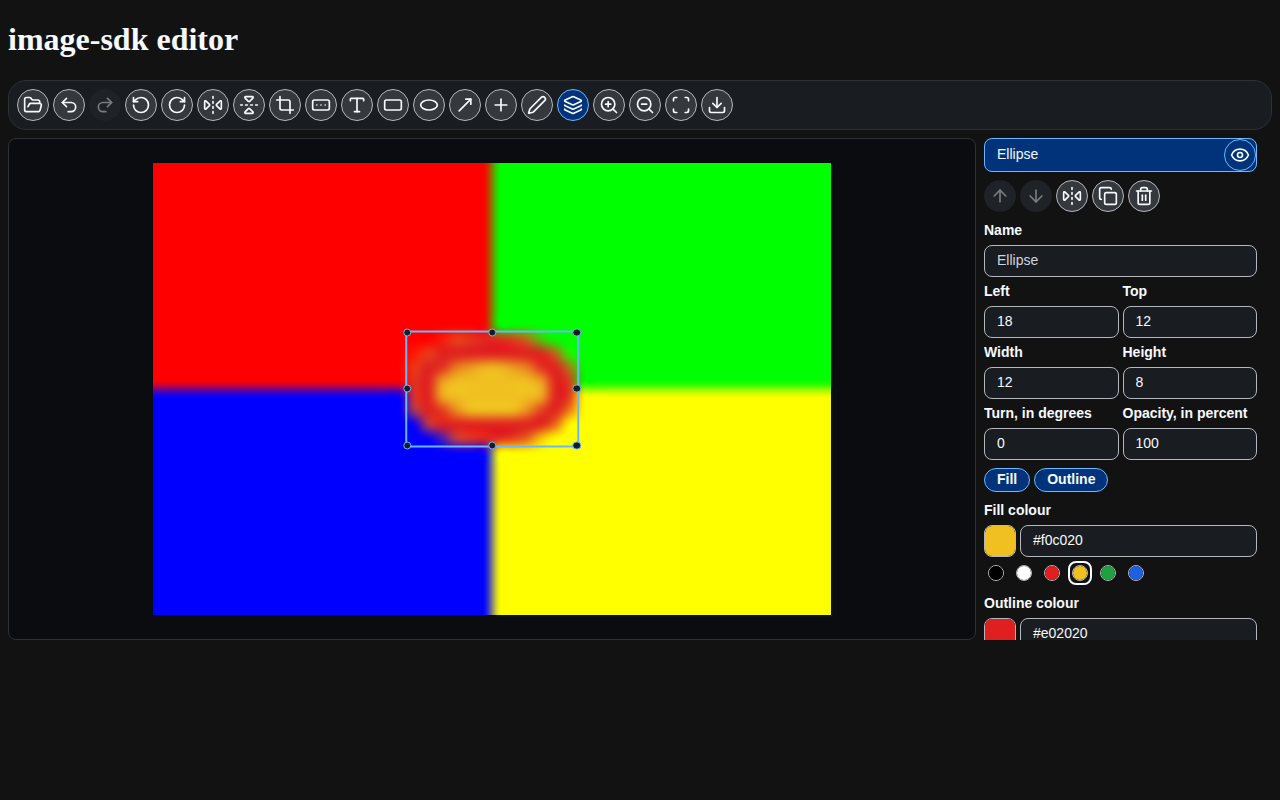 image-sdk editor
Ellipse
Name
Ellipse
Left Top
18 12
Width Height
12 8
Turn, in degrees Opacity, in percent
0 100
Fill Outline
Fill colour
#f0c020
Outline colour
#e02020